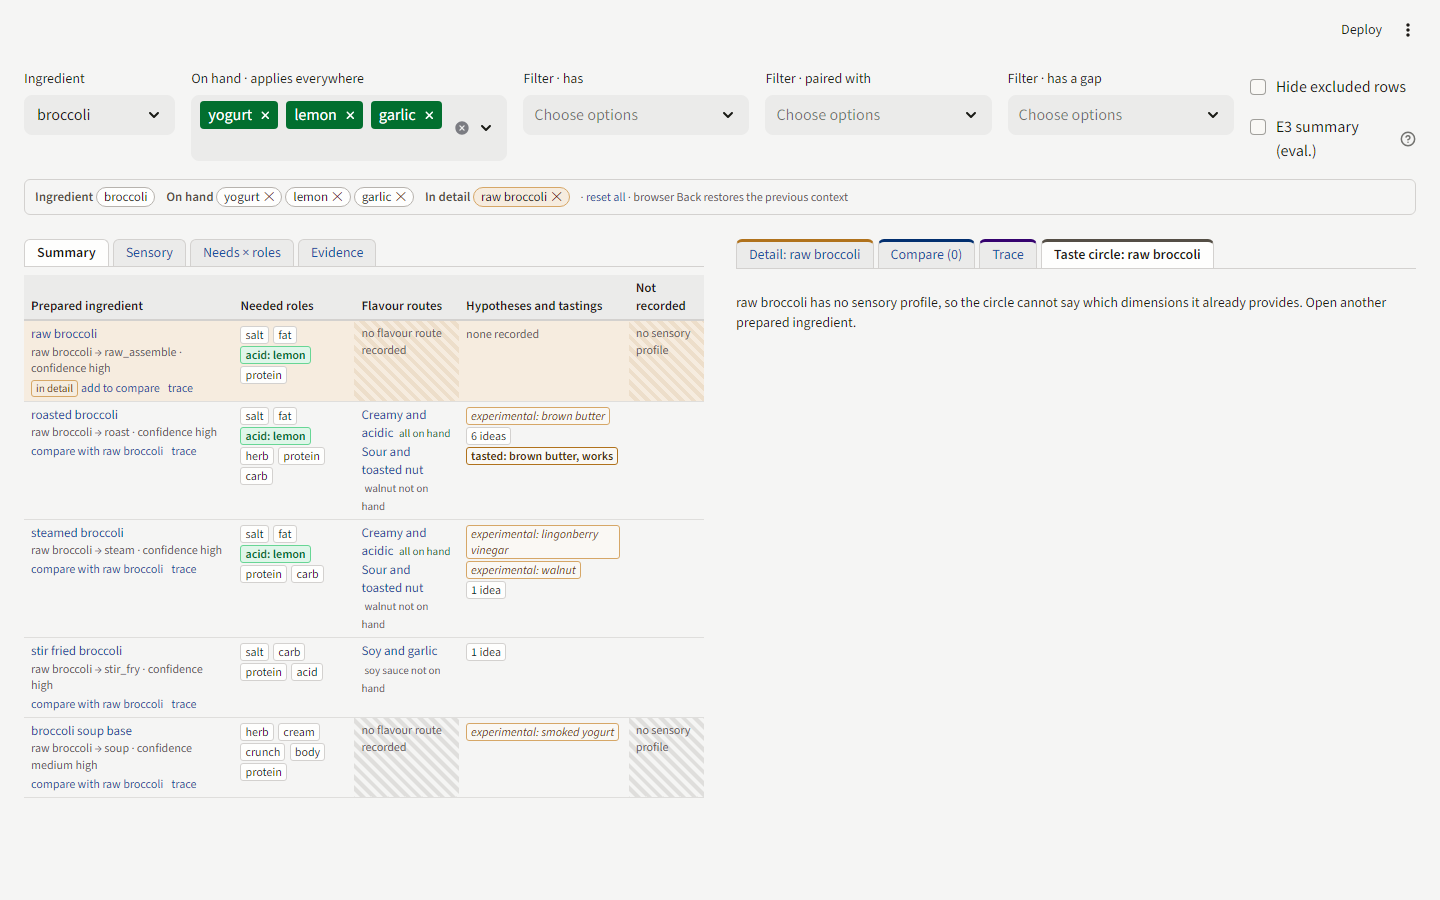 Deploy
Ingredient
On hand · applies everywhere
Filter · has
Filter · paired with
Filter · has a gap
broccoli
yogurt ×
lemon ×
garlic ×
Choose options
Choose options
Choose options
Hide excluded rows
E3 summary
(eval.)
Ingredient broccoli On hand yogurt × lemon × garlic × In detail raw broccoli × · reset all · browser Back restores the previous context
Summary
Sensory
Needs × roles
Evidence
Detail: raw broccoli
Compare (0)
Trace
Taste circle: raw broccoli
Prepared ingredient
Needed roles
Flavour routes
Hypotheses and tastings
Not
recorded
raw broccoli
raw broccoli → raw_assemble ·
confidence high
in detail add to compare trace
salt fat
acid: lemon
protein
no flavour route
recorded
none recorded
no sensory
profile
roasted broccoli
raw broccoli → roast · confidence high
compare with raw broccoli trace
salt fat
acid: lemon
herb protein
carb
Creamy and
acidic all on hand
Sour and
toasted nut
walnut not on
hand
experimental: brown butter
6 ideas
tasted: brown butter, works
steamed broccoli
raw broccoli → steam · confidence high
compare with raw broccoli trace
salt fat
acid: lemon
protein carb
Creamy and
acidic all on hand
Sour and
toasted nut
walnut not on
hand
experimental: lingonberry
vinegar
experimental: walnut
1 idea
stir fried broccoli
raw broccoli → stir_fry · confidence
high
compare with raw broccoli trace
salt carb
protein acid
Soy and garlic
soy sauce not on
hand
1 idea
broccoli soup base
raw broccoli → soup · confidence
medium high
compare with raw broccoli trace
herb cream
crunch body
protein
no flavour route
recorded
experimental: smoked yogurt
no sensory
profile
raw broccoli has no sensory profile, so the circle cannot say which dimensions it already provides. Open another
prepared ingredient.